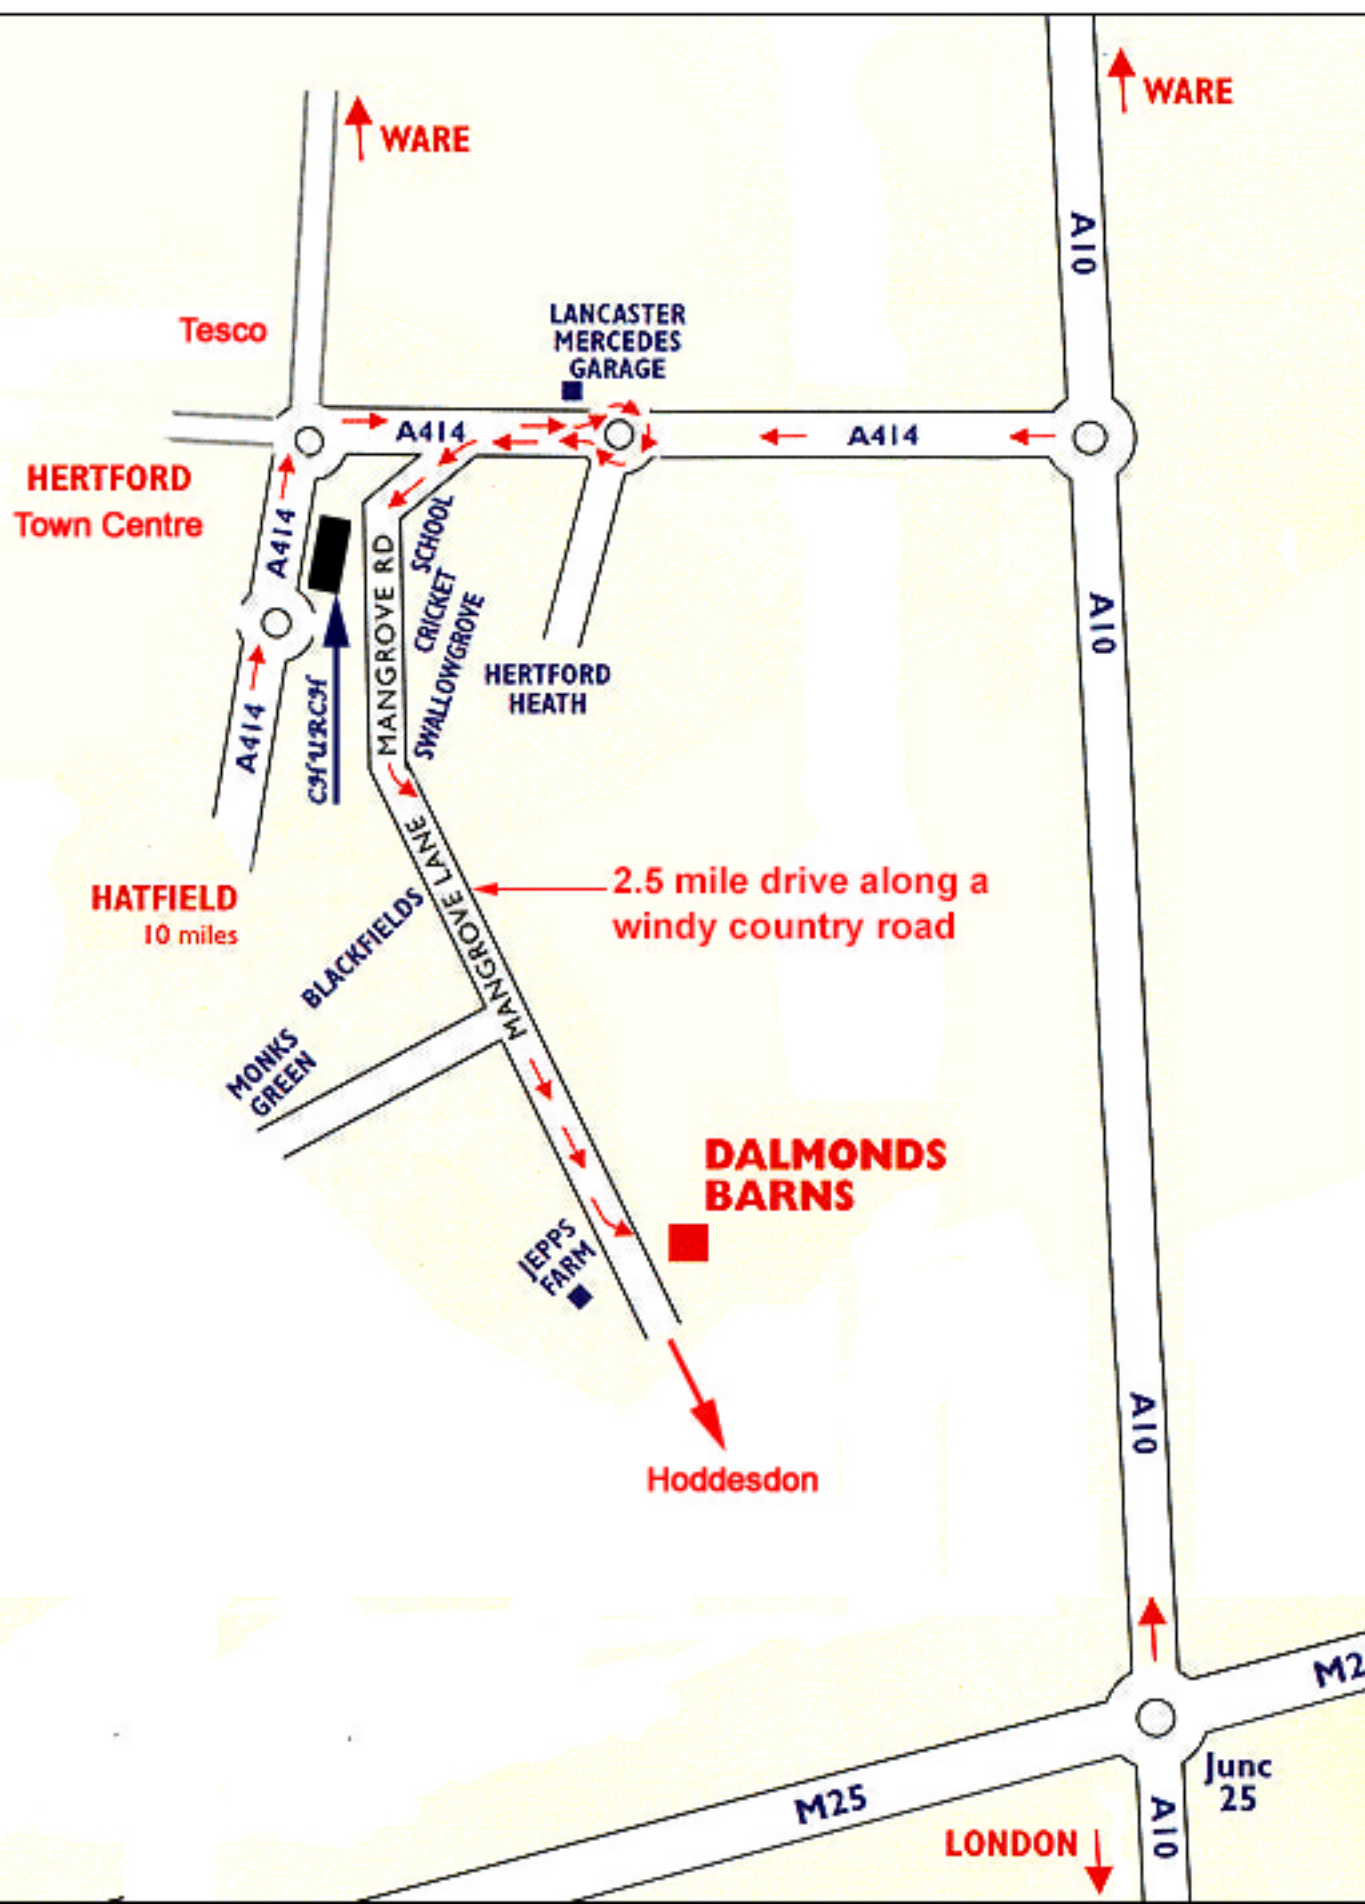 WARE
WARE
A10
Tesco
LANCASTER
MERCEDES
GARAGE
A414
A414
HERTFORD
Town Centre
A414
MANGROVE RD
SCHOOL
CRICKET
SWALLOWGROVE
A10
HERTFORD
HEATH
A414
CHURCH
MANGROVE LANE
2.5 mile drive along a
windy country road
HATFIELD
10 miles
BLACKFIELDS
MONKS
GREEN
DALMONDS
BARNS
JEPPS
FARM
A10
Hoddesdon
M2
Junc
25
M25
A10
LONDON